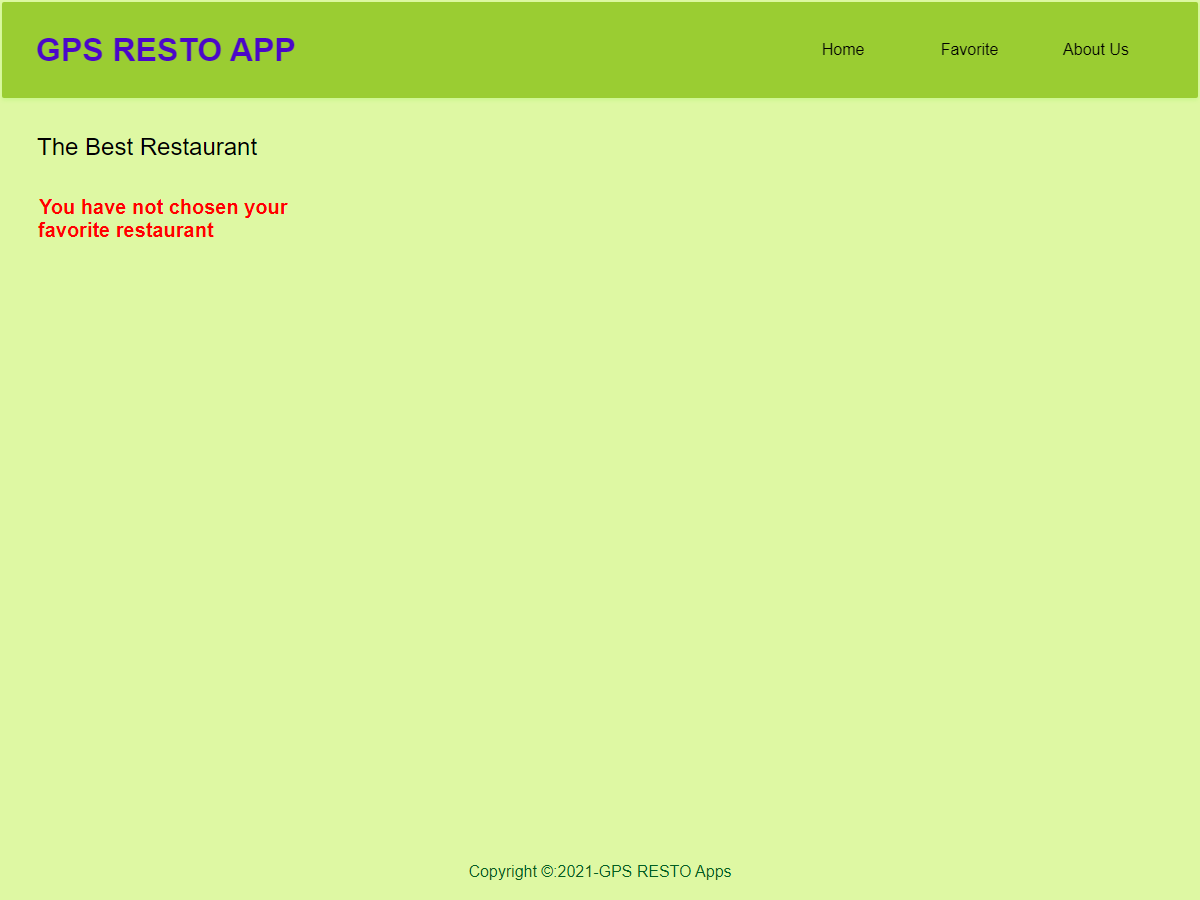 GPS RESTO APP
Home
Favorite
About Us
The Best Restaurant
You have not chosen your
favorite restaurant
Copyright ©:2021-GPS RESTO Apps